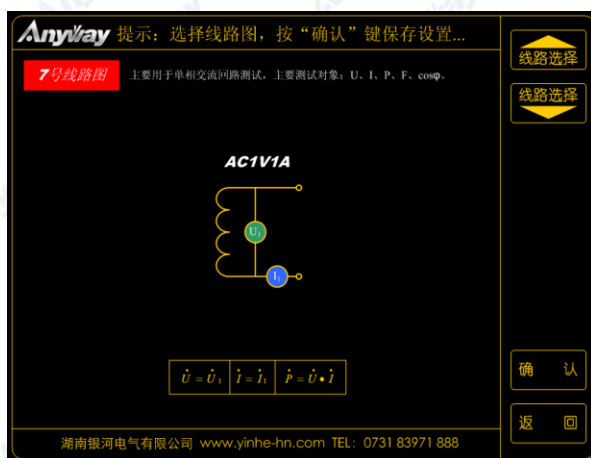 Anyway 提示：选择线路图，按“确认”键保存设置...
7号线路图 主要用于单相交流回路测试，主要测试对象：U、I、P、F、cosφ。
线路选择
线路选择
AC1V1A
U₁
I₁
U̇ = U̇₁ İ = İ₁ Ṗ = U̇ • İ
确 认
返 回
湖南银河电气有限公司 www.yinhe-hn.com TEL: 0731 83971 888